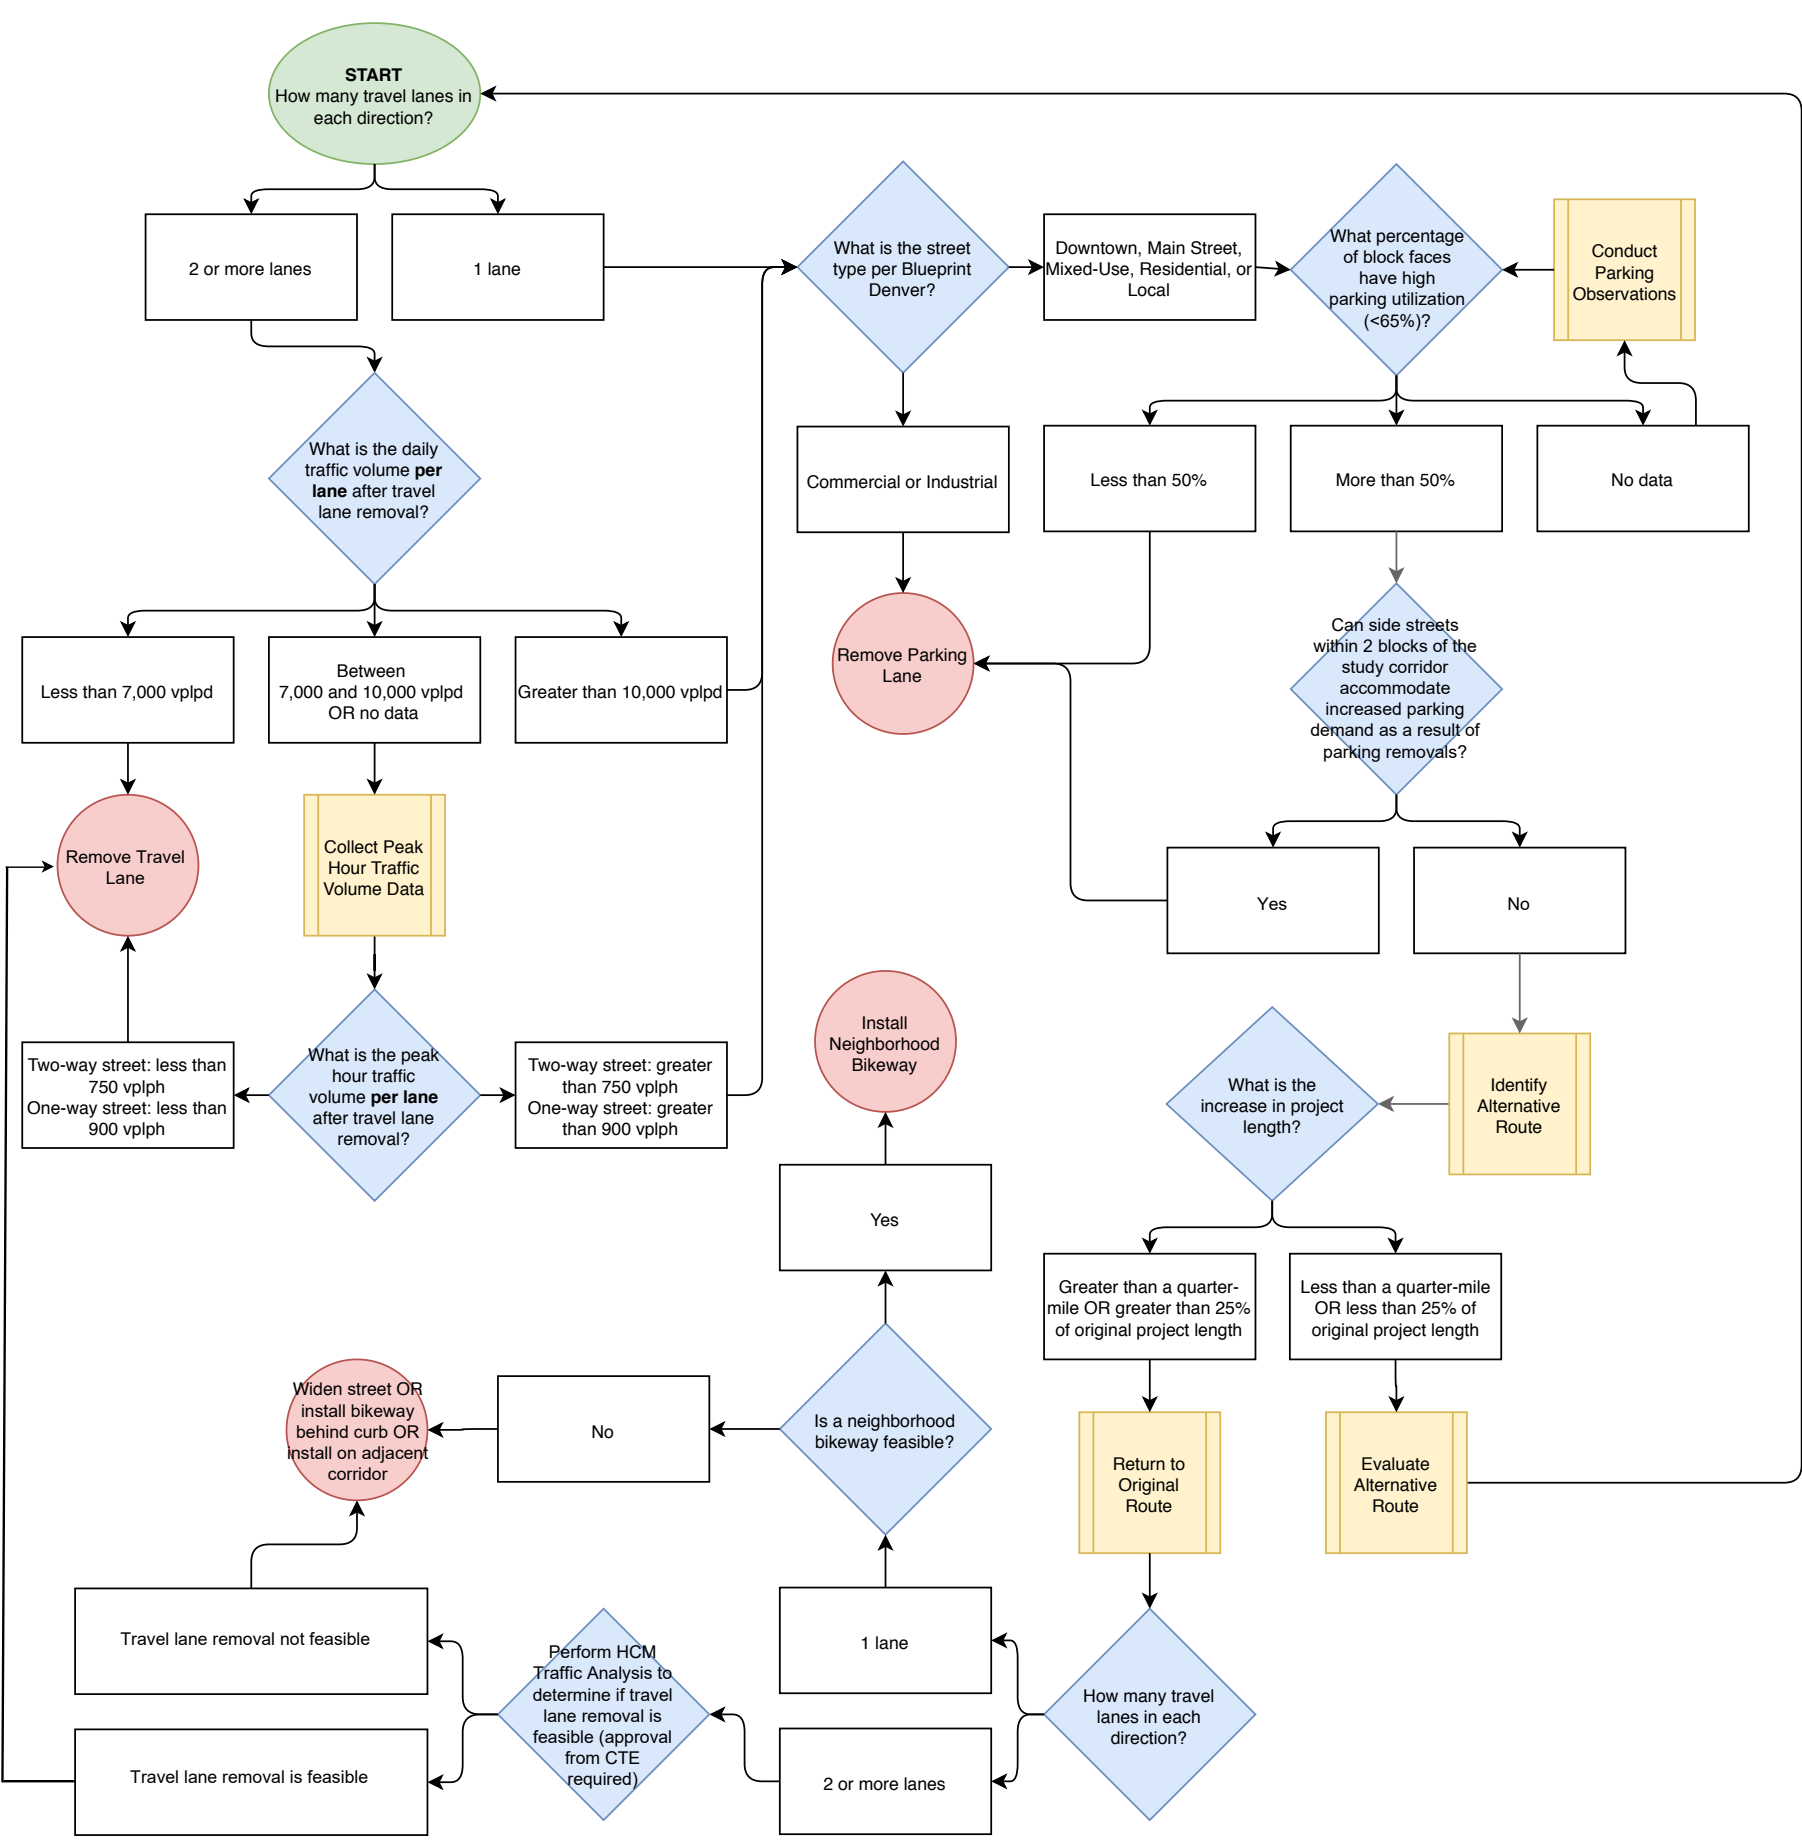 START
How many travel lanes in
each direction?
2 or more lanes
1 lane
What is the street
type per Blueprint
Denver?
Downtown, Main Street,
Mixed-Use, Residential, or
Local
What percentage
of block faces
have high
parking utilization
(<65%)?
Conduct
Parking
Observations
What is the daily
traffic volume per
lane after travel
lane removal?
Commercial or Industrial
Less than 50%
More than 50%
No data
Less than 7,000 vplpd
Between
7,000 and 10,000 vplpd
OR no data
Greater than 10,000 vplpd
Remove Parking
Lane
Can side streets
within 2 blocks of the
study corridor
accommodate
increased parking
demand as a result of
parking removals?
Remove Travel
Lane
Collect Peak
Hour Traffic
Volume Data
Yes
No
Two-way street: less than
750 vplph
One-way street: less than
900 vplph
What is the peak
hour traffic
volume per lane
after travel lane
removal?
Two-way street: greater
than 750 vplph
One-way street: greater
than 900 vplph
Install
Neighborhood
Bikeway
What is the
increase in project
length?
Identify
Alternative
Route
Yes
Greater than a quarter-
mile OR greater than 25%
of original project length
Less than a quarter-mile
OR less than 25% of
original project length
Widen street OR
install bikeway
behind curb OR
install on adjacent
corridor
No
Is a neighborhood
bikeway feasible?
Return to
Original
Route
Evaluate
Alternative
Route
Travel lane removal not feasible
Perform HCM
Traffic Analysis to
determine if travel
lane removal is
feasible (approval
from CTE
required)
1 lane
How many travel
lanes in each
direction?
Travel lane removal is feasible
2 or more lanes